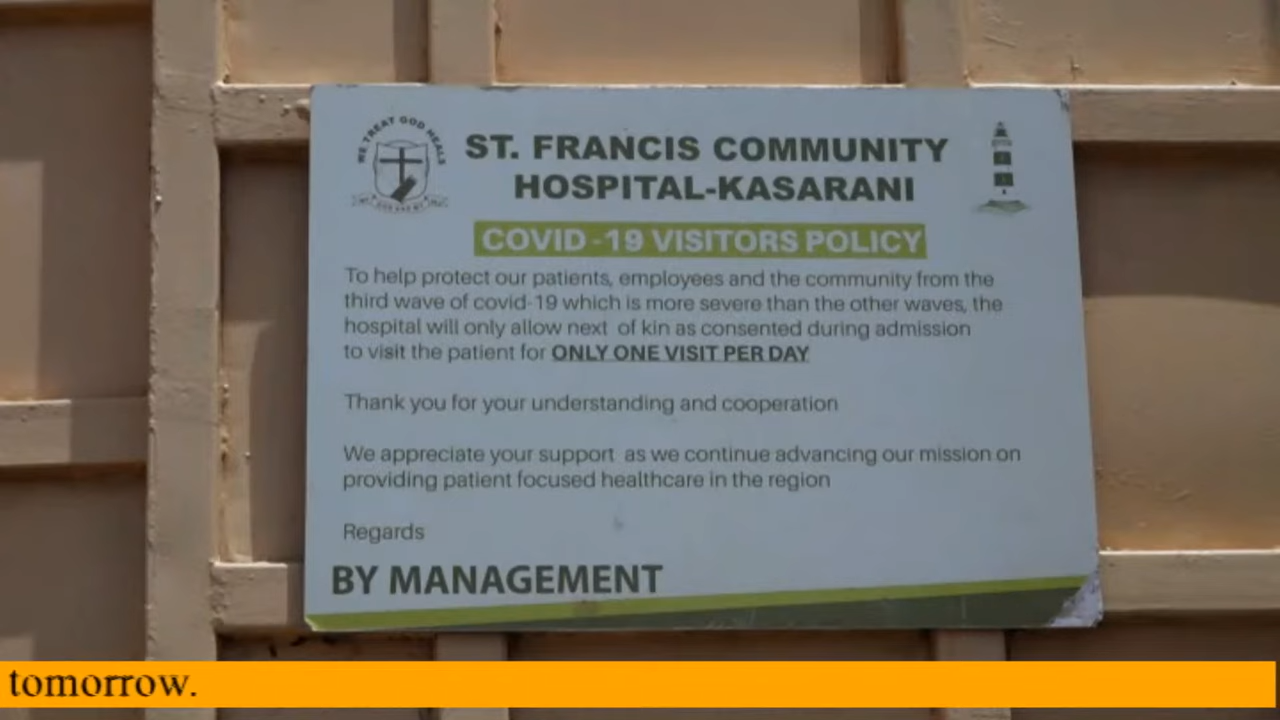 WE TREAT GOD HEALS
ST. FRANCIS COMMUNITY
HOSPITAL-KASARANI
COVID-19 VISITORS POLICY
To help protect our patients, employees and the community from the
third wave of covid-19 which is more severe than the other waves, the
hospital will only allow next of kin as consented during admission
to visit the patient for ONLY ONE VISIT PER DAY
Thank you for your understanding and cooperation
We appreciate your support as we continue advancing our mission on
providing patient focused healthcare in the region
Regards
BY MANAGEMENT
tomorrow.